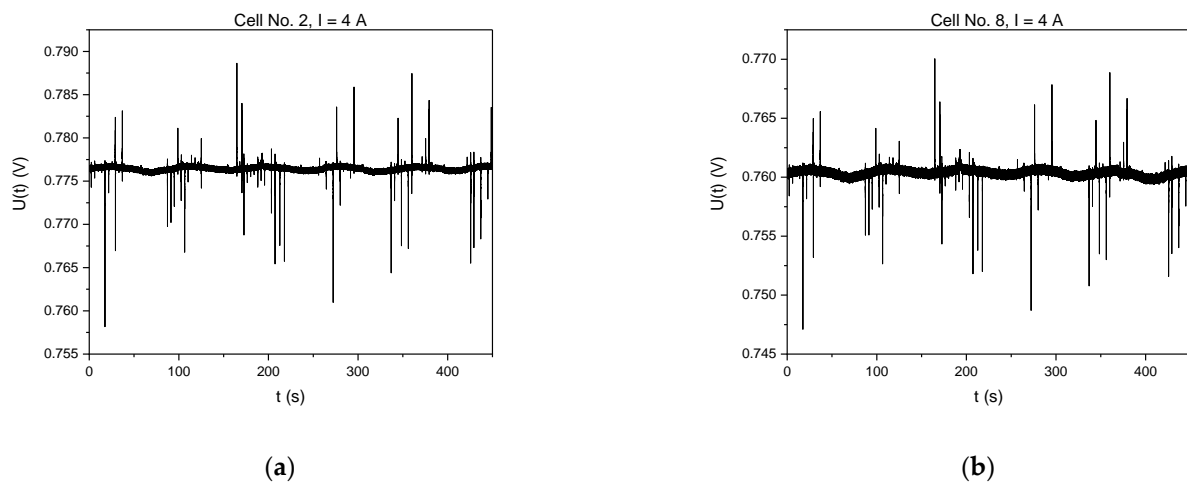 Cell No. 2, I = 4 A
0.790
0.785
0.780
0.775
0.770
0.765
0.760
0.755
U(t) (V)
0 100 200 300 400
t (s)
(a)
Cell No. 8, I = 4 A
0.770
0.765
0.760
0.755
0.750
0.745
U(t) (V)
0 100 200 300 400
t (s)
(b)